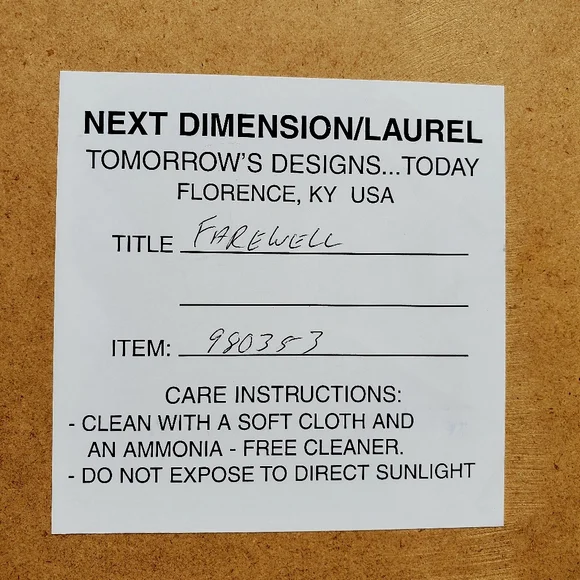 NEXT DIMENSION/LAUREL
TOMORROW'S DESIGNS...TODAY
FLORENCE, KY USA
TITLE FAREWELL
ITEM: 980353
CARE INSTRUCTIONS:
- CLEAN WITH A SOFT CLOTH AND
AN AMMONIA - FREE CLEANER.
- DO NOT EXPOSE TO DIRECT SUNLIGHT